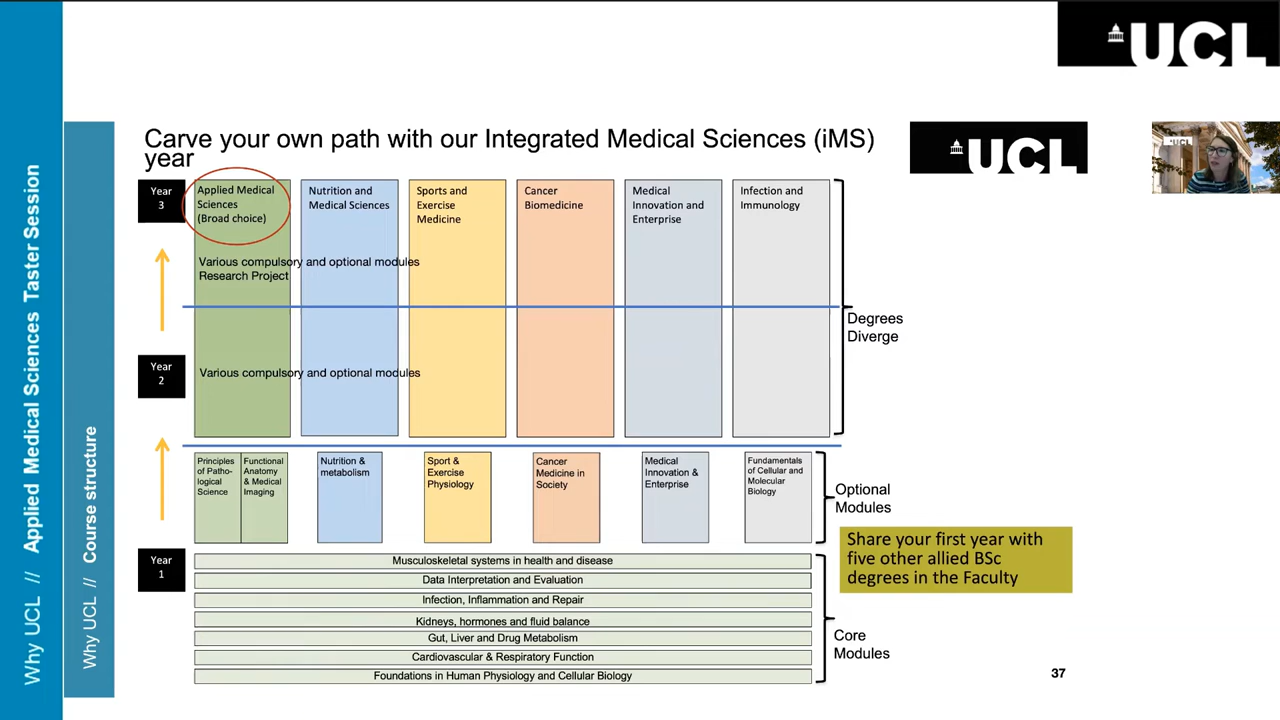 UCL
Why UCL // Applied Medical Sciences Taster Session
Why UCL // Course structure
Carve your own path with our Integrated Medical Sciences (iMS)
year
UCL
UCL
Year
3
Applied Medical
Sciences
(Broad choice)
Nutrition and
Medical Sciences
Sports and
Exercise
Medicine
Cancer
Biomedicine
Medical
Innovation and
Enterprise
Infection and
Immunology
Various compulsory and optional modules
Research Project
Degrees
Diverge
Year
2
Various compulsory and optional modules
Principles
of Patho-
logical
Science
Functional
Anatomy
& Medical
Imaging
Nutrition &
metabolism
Sport &
Exercise
Physiology
Cancer
Medicine in
Society
Medical
Innovation &
Enterprise
Fundamentals
of Cellular and
Molecular
Biology
Optional
Modules
Share your first year with
five other allied BSc
degrees in the Faculty
Year
1
Musculoskeletal systems in health and disease
Data Interpretation and Evaluation
Infection, Inflammation and Repair
Kidneys, hormones and fluid balance
Gut, Liver and Drug Metabolism
Cardiovascular & Respiratory Function
Foundations in Human Physiology and Cellular Biology
Core
Modules
37